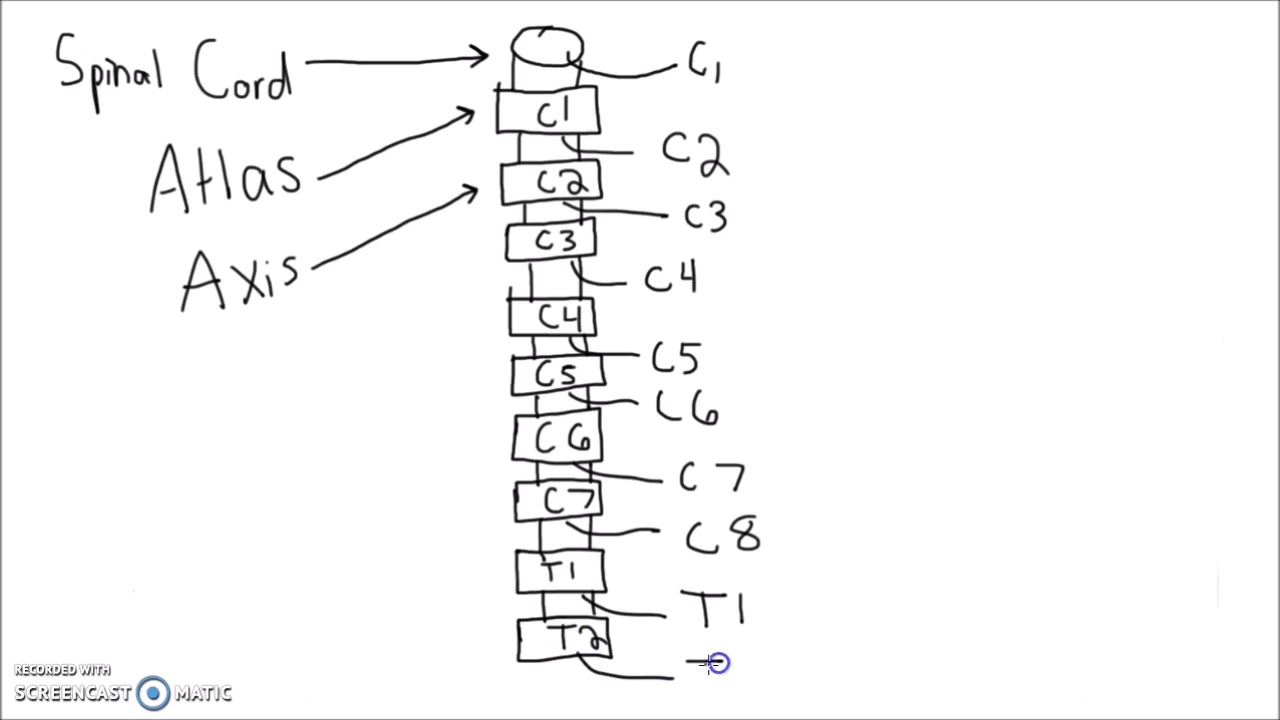 Spinal Cord
C1
C1
Atlas
C2
C2
Axis
C3
C3
C4
C4
C5
C5
C6
C6
C7
C7
C8
T1
T1
T2
RECORDED WITH
SCREENCAST MATIC